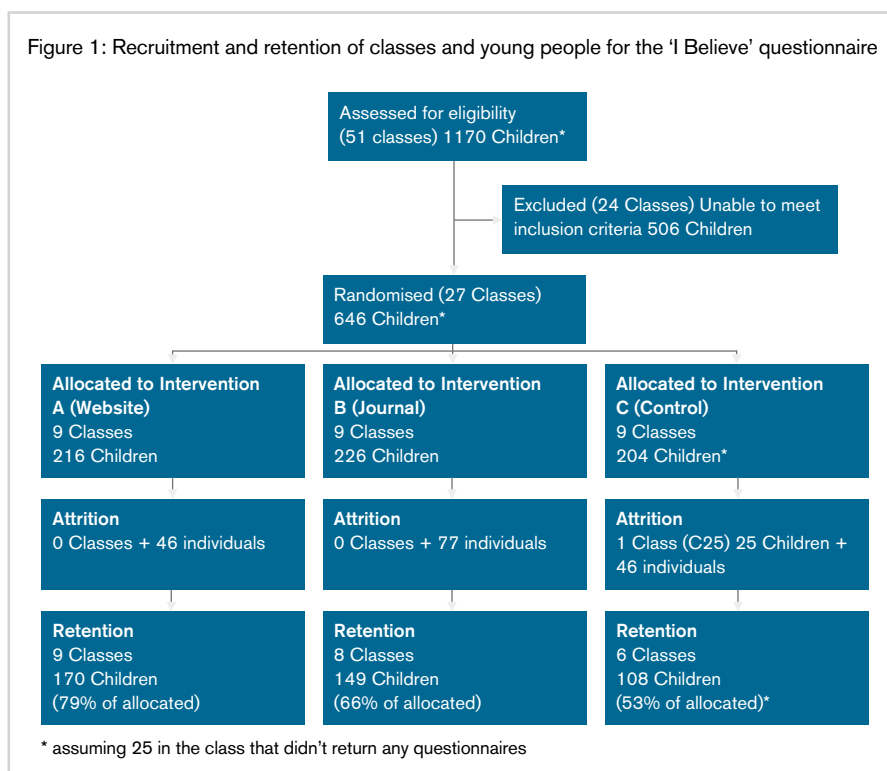 Figure 1: Recruitment and retention of classes and young people for the ‘I Believe’ questionnaire
Assessed for eligibility
(51 classes) 1170 Children*
Excluded (24 Classes) Unable to meet
inclusion criteria 506 Children
Randomised (27 Classes)
646 Children*
Allocated to Intervention
A (Website)
9 Classes
216 Children
Allocated to Intervention
B (Journal)
9 Classes
226 Children
Allocated to Intervention
C (Control)
9 Classes
204 Children*
Attrition
0 Classes + 46 individuals
Attrition
0 Classes + 77 individuals
Attrition
1 Class (C25) 25 Children +
46 individuals
Retention
9 Classes
170 Children
(79% of allocated)
Retention
8 Classes
149 Children
(66% of allocated)
Retention
6 Classes
108 Children
(53% of allocated)*
* assuming 25 in the class that didn’t return any questionnaires